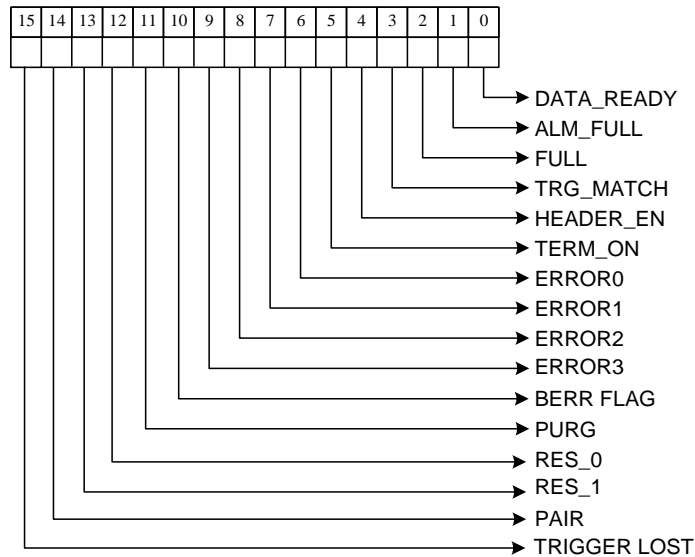 15 14 13 12 11 10 9 8 7 6 5 4 3 2 1 0
DATA_READY
ALM_FULL
FULL
TRG_MATCH
HEADER_EN
TERM_ON
ERROR0
ERROR1
ERROR2
ERROR3
BERR FLAG
PURG
RES_0
RES_1
PAIR
TRIGGER LOST